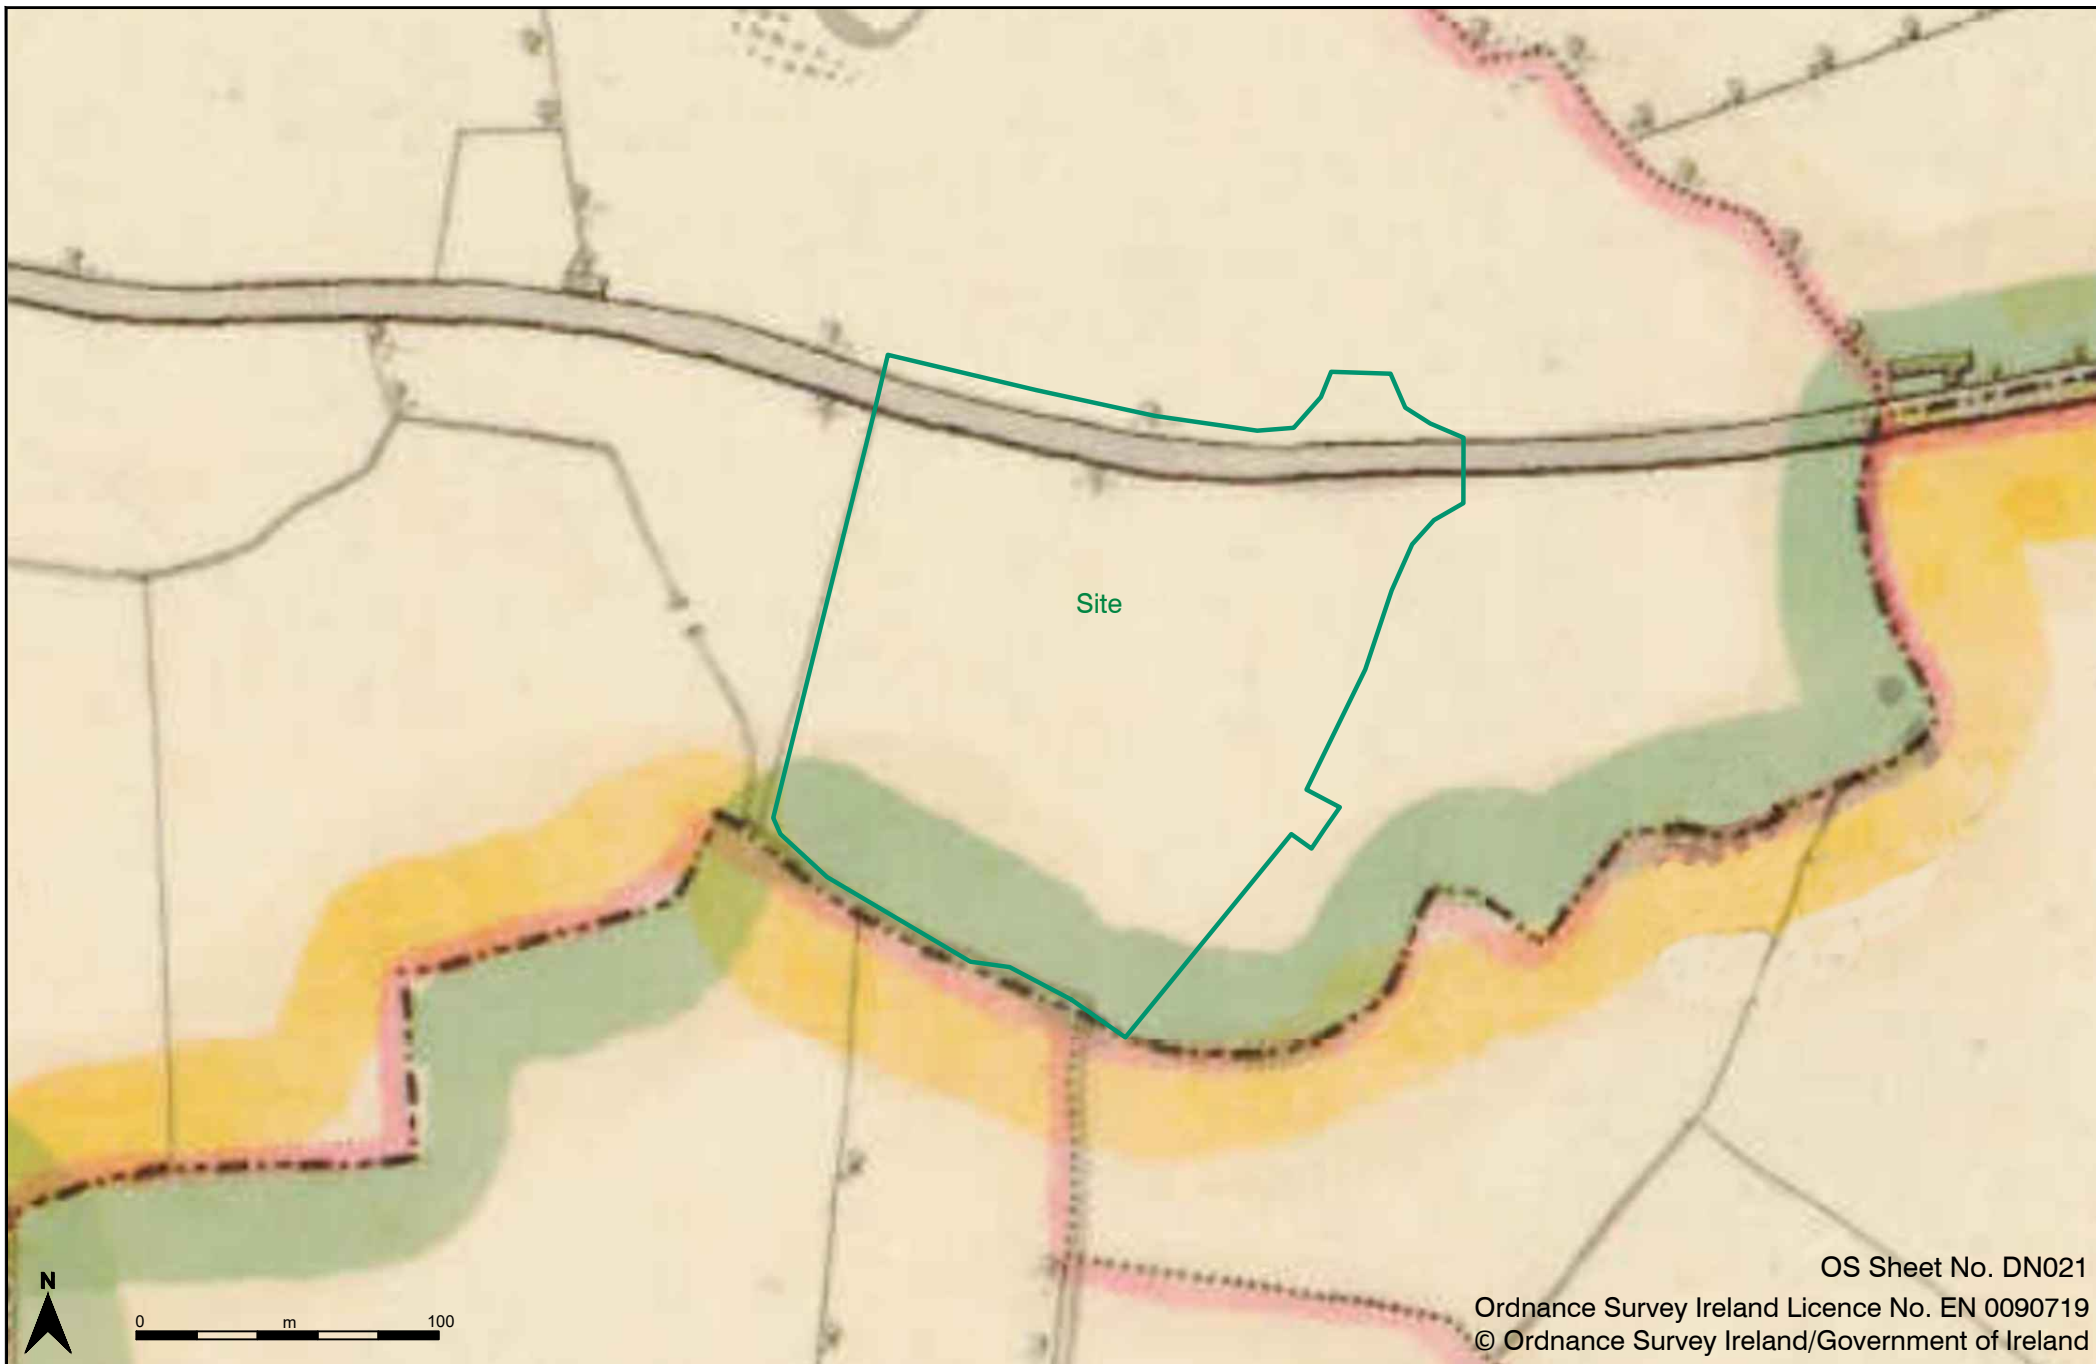 Site
N
0 m 100
OS Sheet No. DN021
Ordnance Survey Ireland Licence No. EN 0090719
© Ordnance Survey Ireland/Government of Ireland